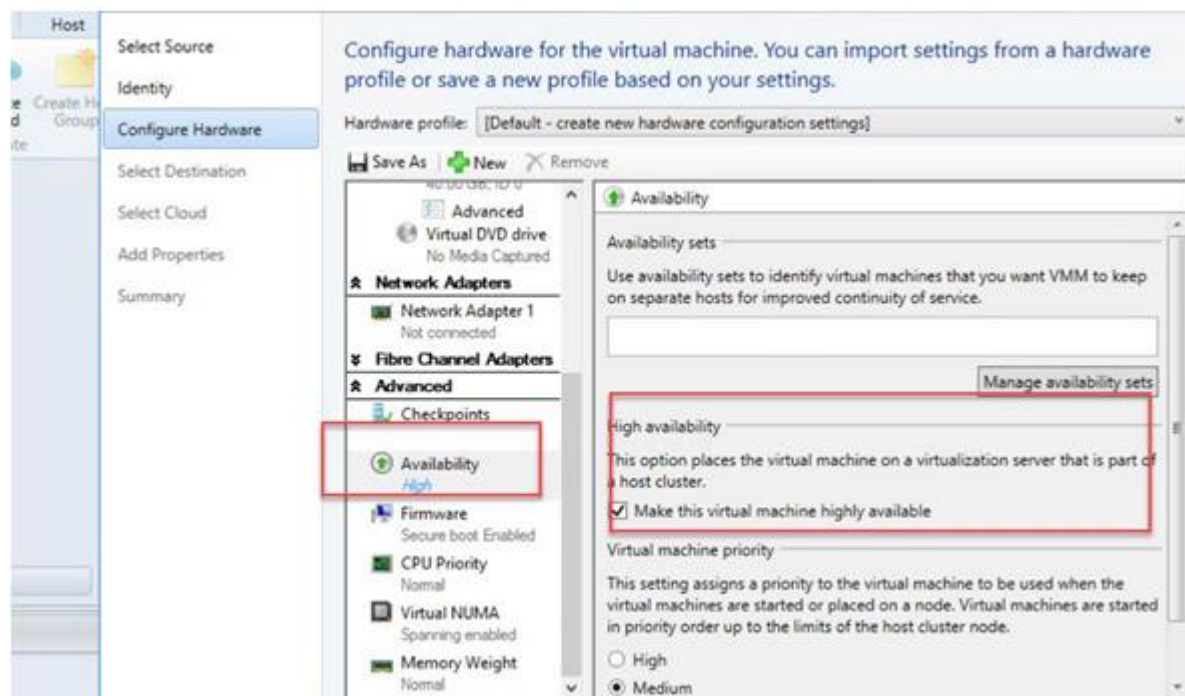 Host
Create H
Group
Select Source
Identity
Configure Hardware
Select Destination
Select Cloud
Add Properties
Summary
Configure hardware for the virtual machine. You can import settings from a hardware
profile or save a new profile based on your settings.
Hardware profile: [Default - create new hardware configuration settings]
Save As New Remove
40.00 GB, ID 0
Advanced
Virtual DVD drive
No Media Captured
Network Adapters
Network Adapter 1
Not connected
Fibre Channel Adapters
Advanced
Checkpoints
Availability
High
Firmware
Secure boot Enabled
CPU Priority
Normal
Virtual NUMA
Spanning enabled
Memory Weight
Normal
Availability
Availability sets
Use availability sets to identify virtual machines that you want VMM to keep
on separate hosts for improved continuity of service.
Manage availability sets
High availability
This option places the virtual machine on a virtualization server that is part of
a host cluster.
Make this virtual machine highly available
Virtual machine priority
This setting assigns a priority to the virtual machine to be used when the
virtual machines are started or placed on a node. Virtual machines are started
in priority order up to the limits of the host cluster node.
High
Medium